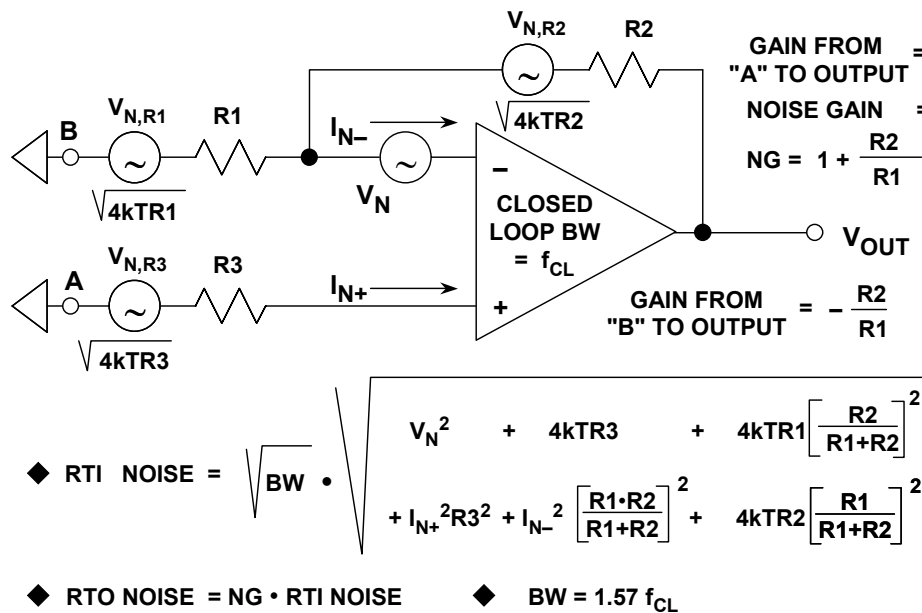 V_N,R2
R2
GAIN FROM
"A" TO OUTPUT =
NOISE GAIN =
NG = 1 + R2/R1
V_N,R1
R1
B
I_N–
√4kTR2
√4kTR1
V_N
–
CLOSED
LOOP BW
= f_CL
V_OUT
V_N,R3
R3
A
I_N+
+
√4kTR3
GAIN FROM
"B" TO OUTPUT = – R2/R1
◆ RTI NOISE = √BW • √
V_N² + 4kTR3 + 4kTR1[R2/(R1+R2)]²
+ I_N+²R3² + I_N–²[R1•R2/(R1+R2)]² + 4kTR2[R1/(R1+R2)]²
◆ RTO NOISE = NG • RTI NOISE ◆ BW = 1.57 f_CL